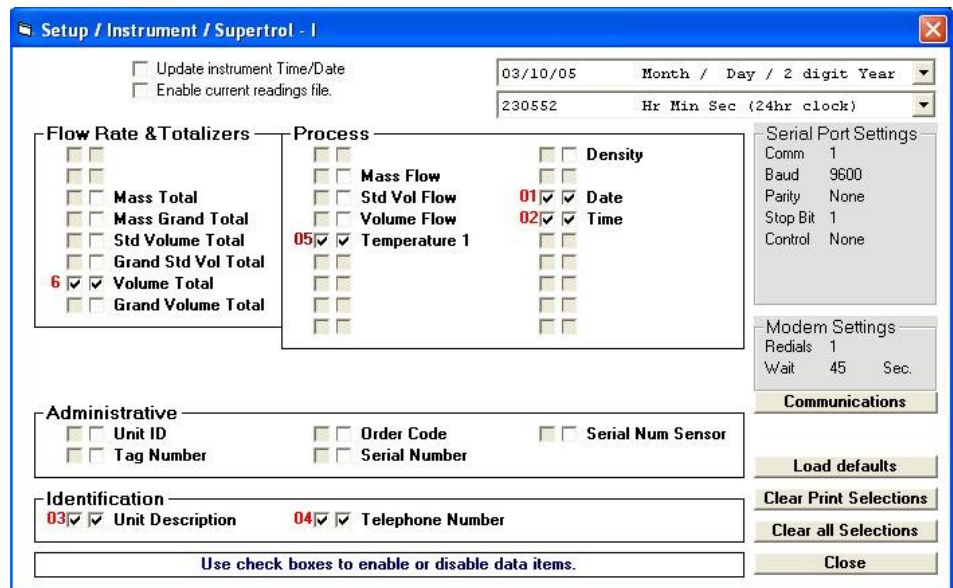 Setup / Instrument / Supertrol - I
Update instrument Time/Date
Enable current readings file.
03/10/05 Month / Day / 2 digit Year
230552 Hr Min Sec (24hr clock)
Flow Rate &Totalizers
Mass Total
Mass Grand Total
Std Volume Total
Grand Std Vol Total
6 Volume Total
Grand Volume Total
Process
Mass Flow
Std Vol Flow
Volume Flow
05 Temperature 1
Density
01 Date
02 Time
Serial Port Settings
Comm 1
Baud 9600
Parity None
Stop Bit 1
Control None
Modem Settings
Redials 1
Wait 45 Sec.
Communications
Administrative
Unit ID
Tag Number
Order Code
Serial Number
Serial Num Sensor
Load defaults
Identification
03 Unit Description
04 Telephone Number
Clear Print Selections
Clear all Selections
Use check boxes to enable or disable data items.
Close